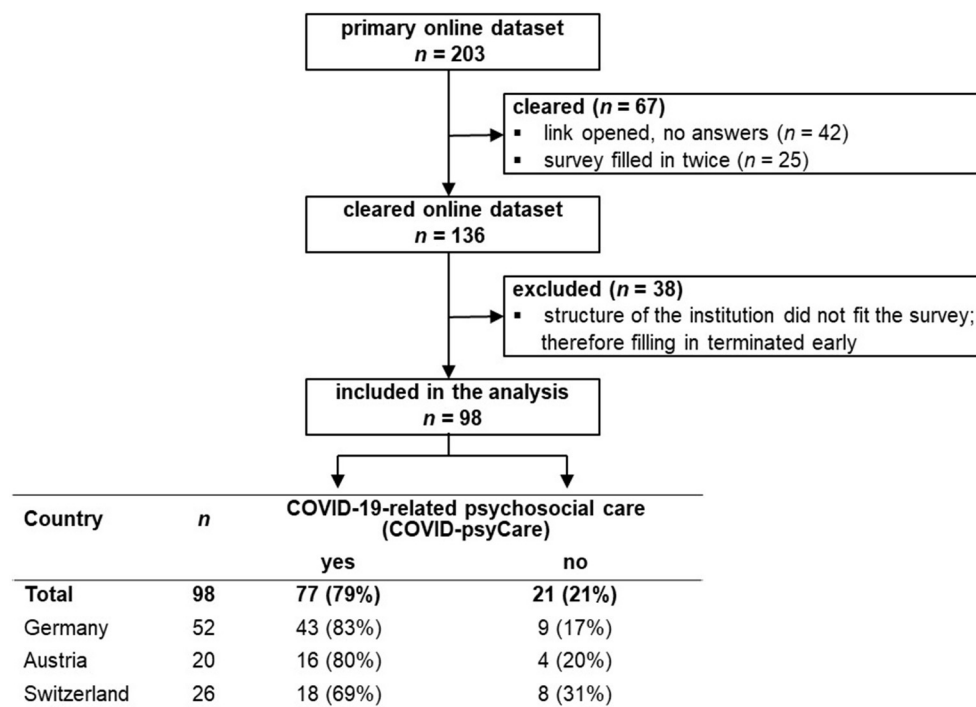 primary online dataset
n = 203
cleared (n = 67)
▪ link opened, no answers (n = 42)
▪ survey filled in twice (n = 25)
cleared online dataset
n = 136
excluded (n = 38)
▪ structure of the institution did not fit the survey;
therefore filling in terminated early
included in the analysis
n = 98
Country n COVID-19-related psychosocial care
(COVID-psyCare)
yes no
Total 98 77 (79%) 21 (21%)
Germany 52 43 (83%) 9 (17%)
Austria 20 16 (80%) 4 (20%)
Switzerland 26 18 (69%) 8 (31%)